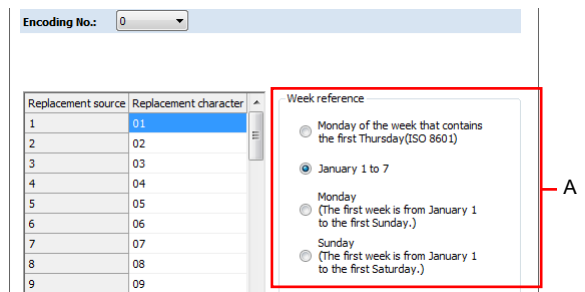 Encoding No.: 0
Replacement source Replacement character
1 01
2 02
3 03
4 04
5 05
6 06
7 07
8 08
9 09
Week reference
Monday of the week that contains
the first Thursday(ISO 8601)
January 1 to 7
Monday
(The first week is from January 1
to the first Sunday.)
Sunday
(The first week is from January 1
to the first Saturday.)
A